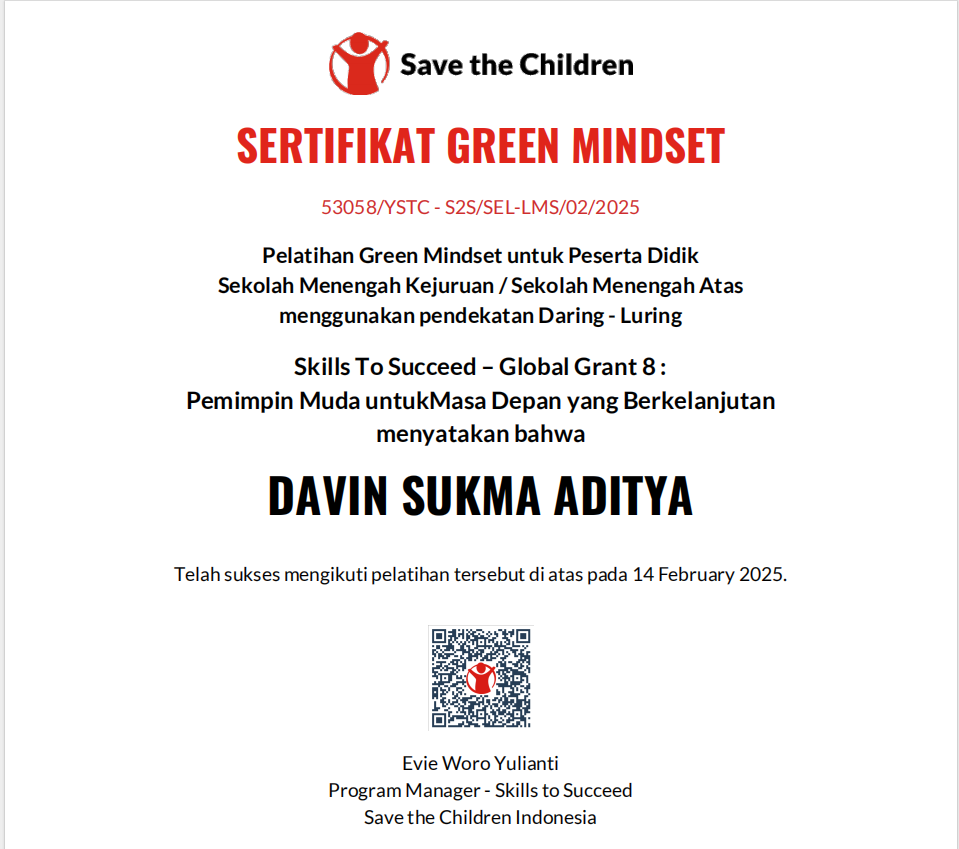 Save the Children
SERTIFIKAT GREEN MINDSET
53058/YSTC - S2S/SEL-LMS/02/2025
Pelatihan Green Mindset untuk Peserta Didik
Sekolah Menengah Kejuruan / Sekolah Menengah Atas
menggunakan pendekatan Daring - Luring
Skills To Succeed – Global Grant 8 :
Pemimpin Muda untukMasa Depan yang Berkelanjutan
menyatakan bahwa
DAVIN SUKMA ADITYA
Telah sukses mengikuti pelatihan tersebut di atas pada 14 February 2025.
Evie Woro Yulianti
Program Manager - Skills to Succeed
Save the Children Indonesia